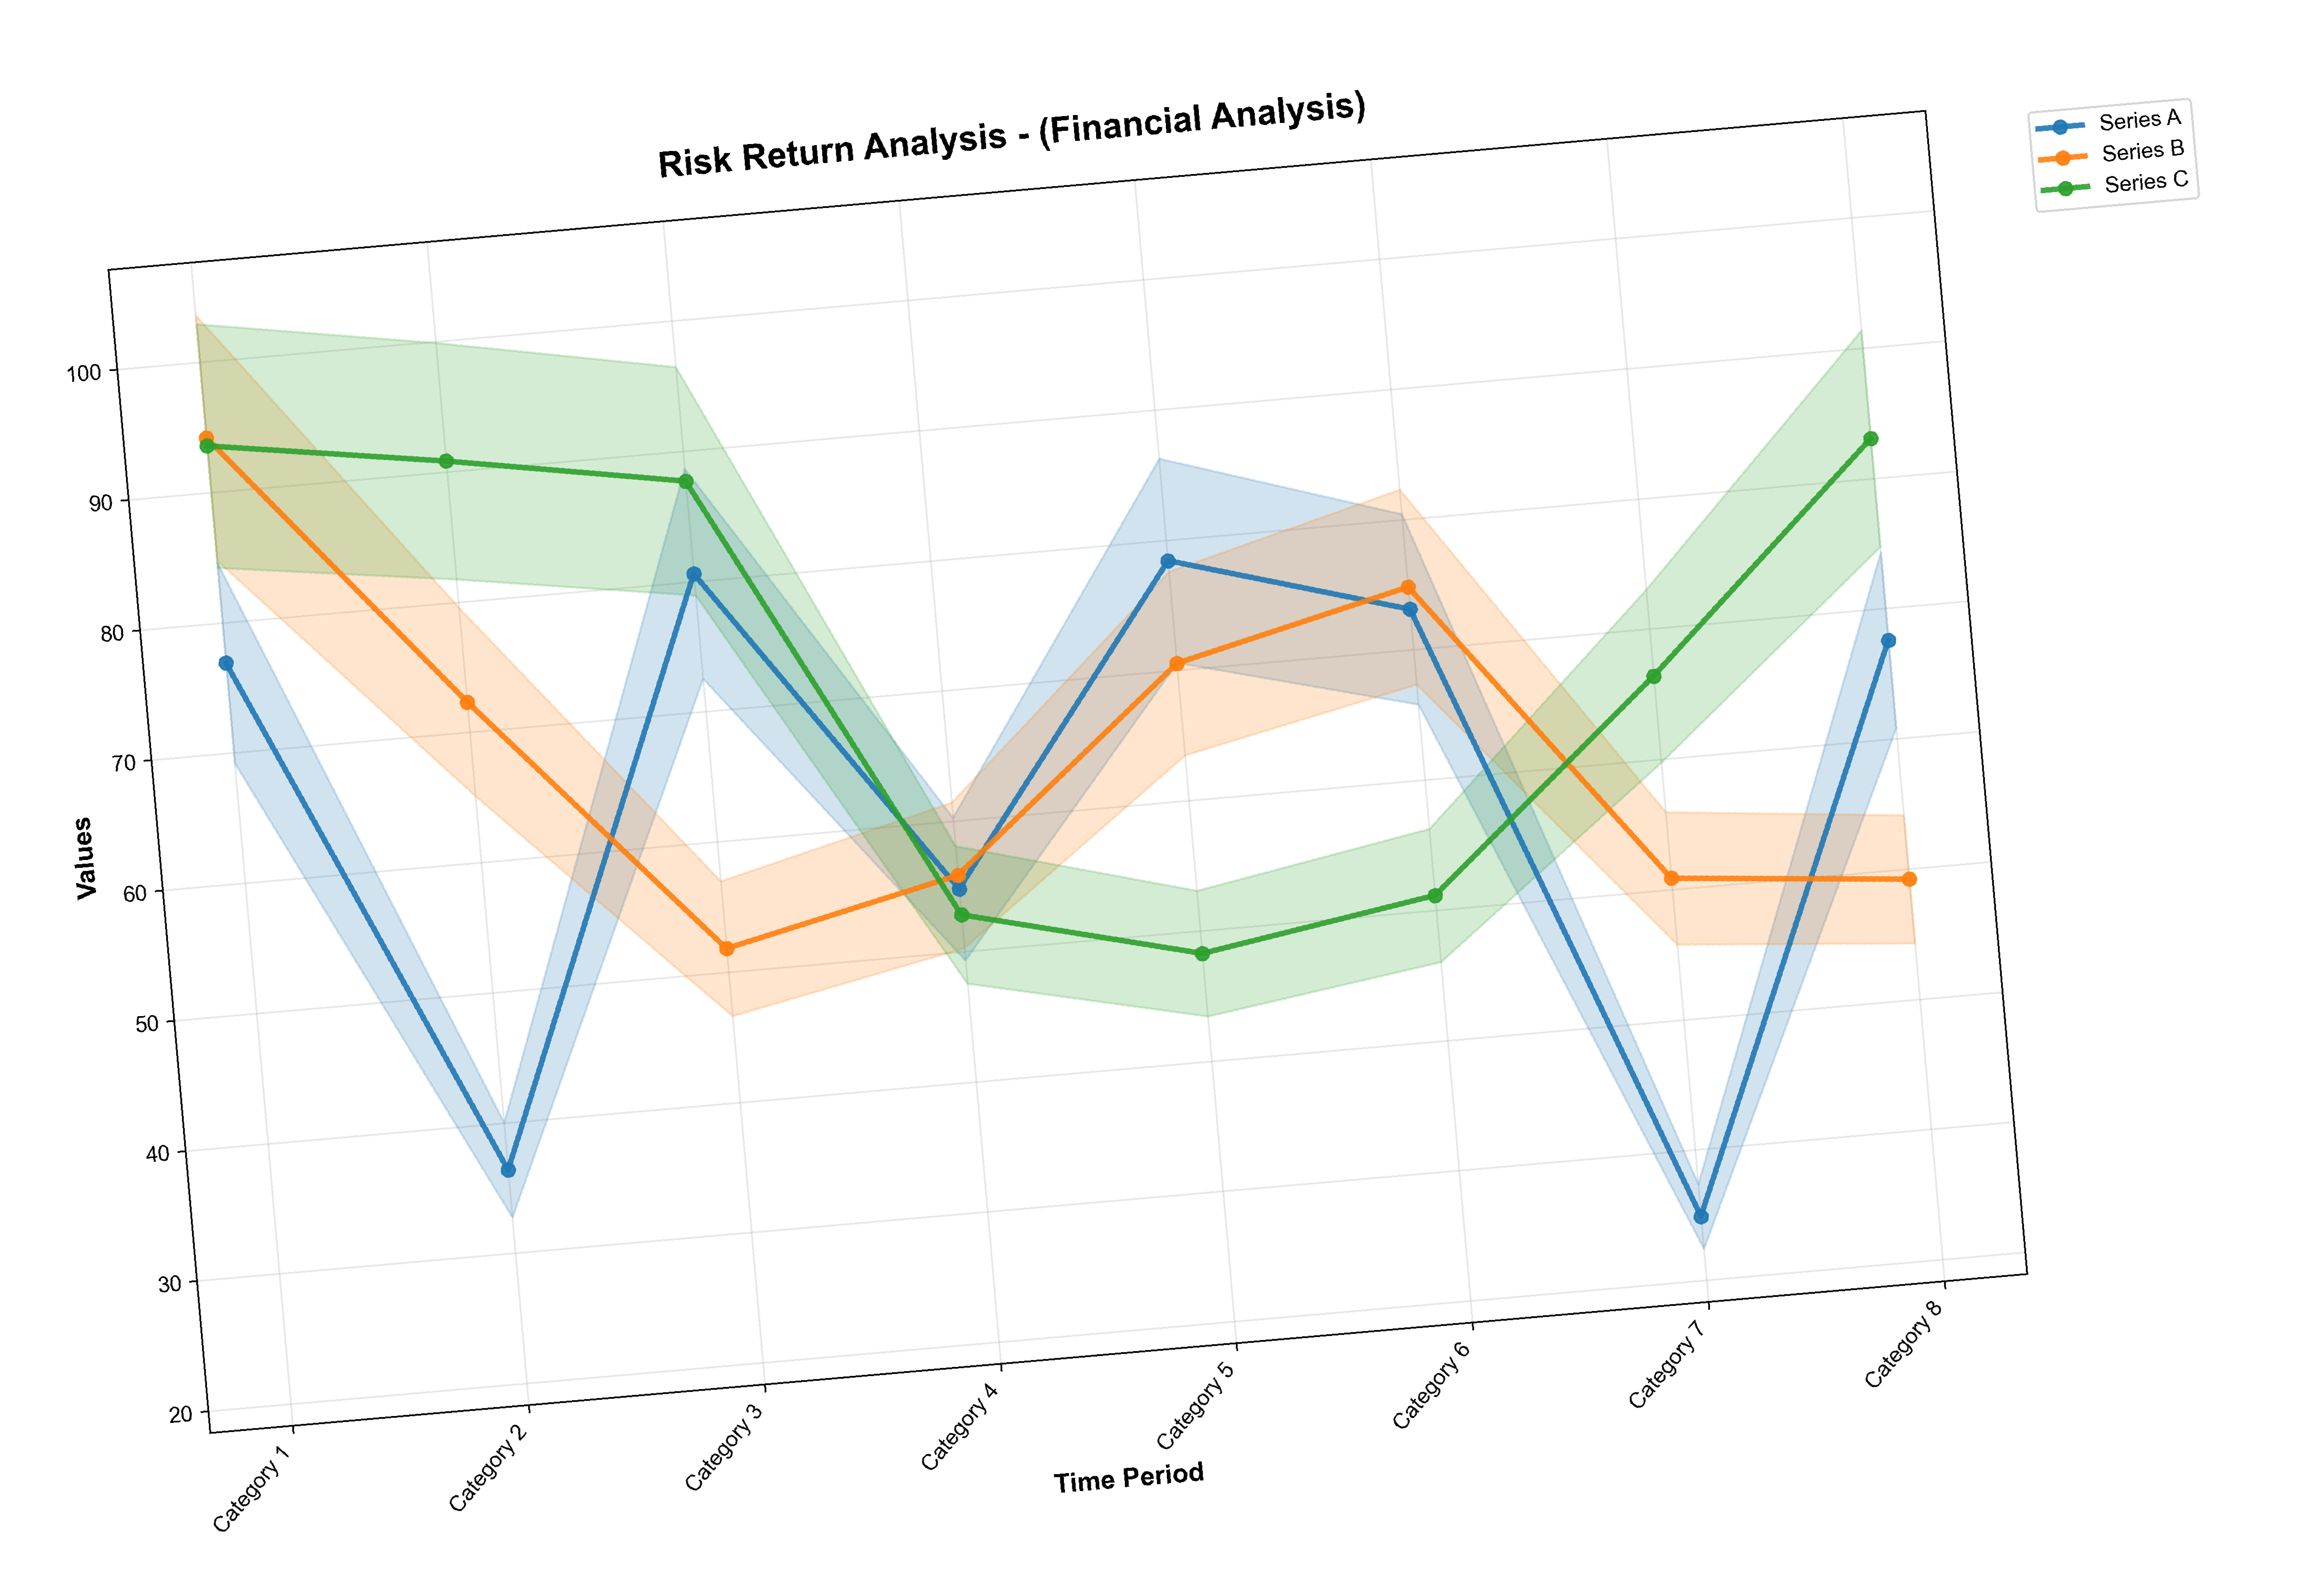 Risk Return Analysis - (Financial Analysis)
Series A
Series B
Series C
Values
100
90
80
70
60
50
40
30
20
Category 1
Category 2
Category 3
Category 4
Category 5
Category 6
Category 7
Category 8
Time Period